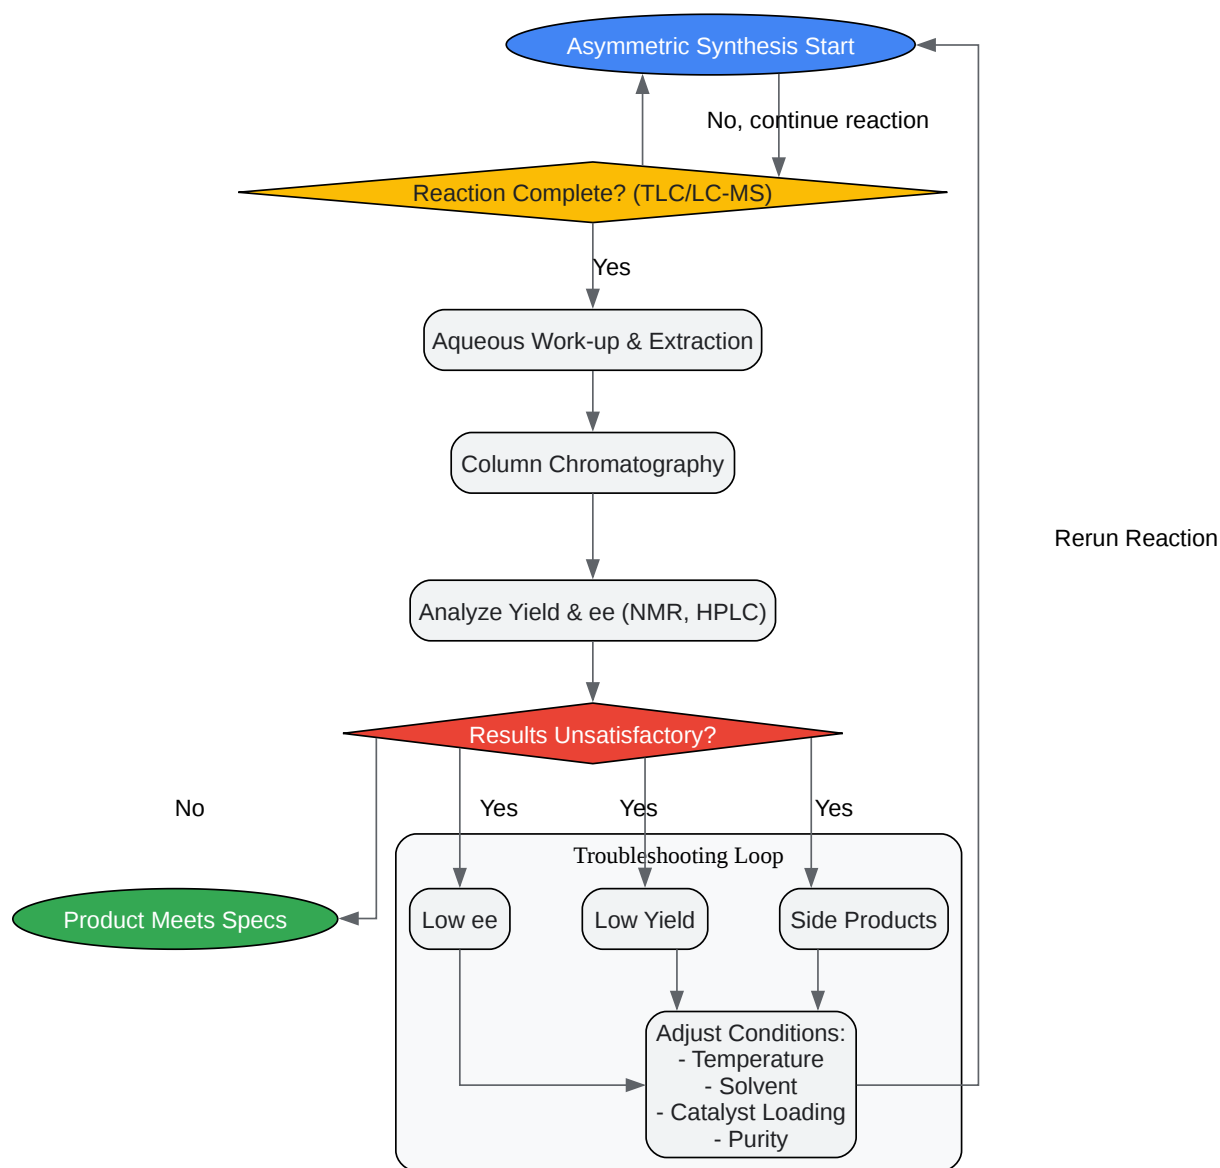 Asymmetric Synthesis Start
No, continue reaction
Reaction Complete? (TLC/LC-MS)
Yes
Aqueous Work-up & Extraction
Column Chromatography
Rerun Reaction
Analyze Yield & ee (NMR, HPLC)
Results Unsatisfactory?
No
Yes
Yes
Yes
Troubleshooting Loop
Product Meets Specs
Low ee
Low Yield
Side Products
Adjust Conditions:
- Temperature
- Solvent
- Catalyst Loading
- Purity